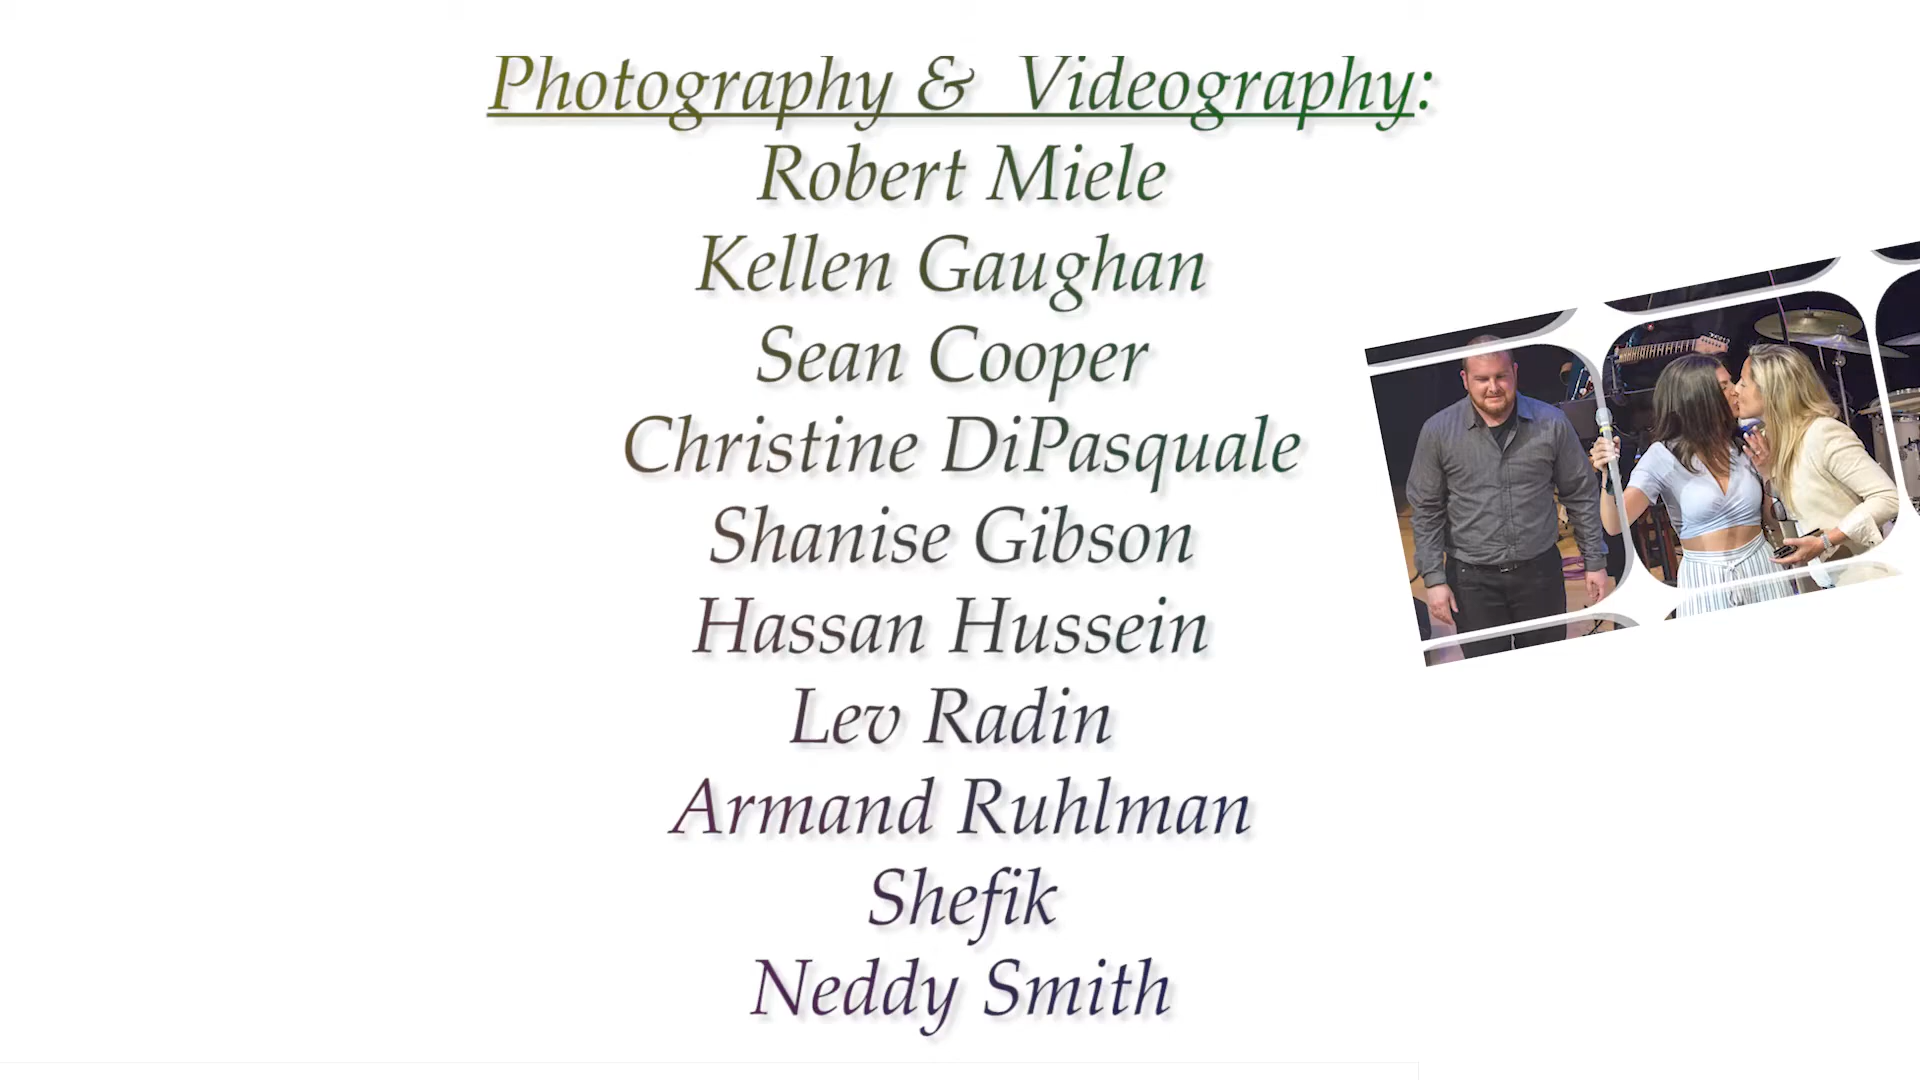 Photography & Videography:
Robert Miele
Kellen Gaughan
Sean Cooper
Christine DiPasquale
Shanise Gibson
Hassan Hussein
Lev Radin
Armand Ruhlman
Shefik
Neddy Smith